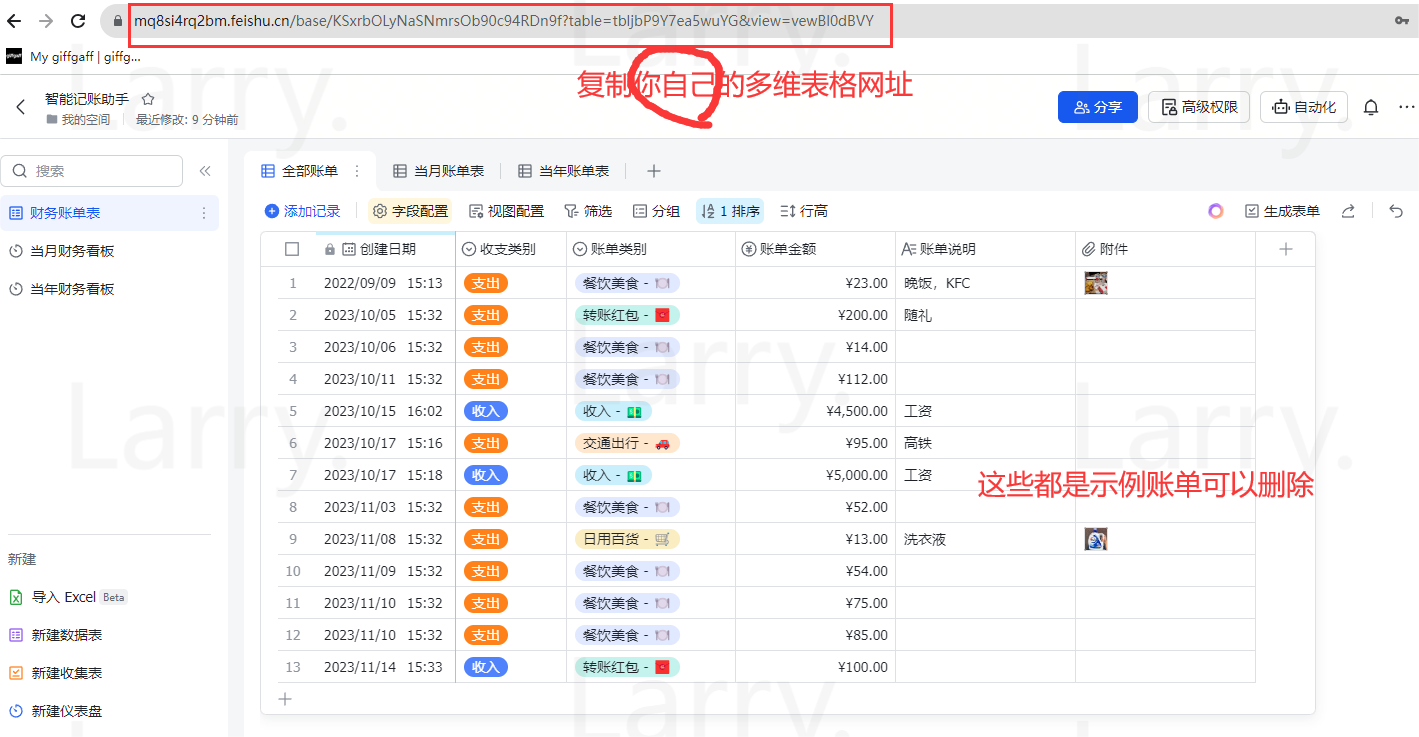 mq8si4rq2bm.feishu.cn/base/KSxrbOLyNaSNmrsOb90c94RDn9f?table=tbljbP9Y7ea5wuYG&view=vewBI0dBVY
My giffgaff | giffg...
复制你自己的多维表格网址
智能记账助手
我的空间 最近修改: 9 分钟前
分享 高级权限 自动化
搜索
全部账单 当月账单表 当年账单表
财务账单表
当月财务看板
当年财务看板
添加记录 字段配置 视图配置 筛选 分组 1 排序 行高 生成表单
创建日期 收支类别 账单类别 账单金额 账单说明 附件
1 2022/09/09 15:13 支出 餐饮美食 - ¥23.00 晚饭，KFC
2 2023/10/05 15:32 支出 转账红包 - ¥200.00 随礼
3 2023/10/06 15:32 支出 餐饮美食 - ¥14.00
4 2023/10/11 15:32 支出 餐饮美食 - ¥112.00
5 2023/10/15 16:02 收入 收入 - ¥4,500.00 工资
6 2023/10/17 15:16 支出 交通出行 - ¥95.00 高铁
7 2023/10/17 15:18 收入 收入 - ¥5,000.00 工资
这些都是示例账单可以删除
8 2023/11/03 15:32 支出 餐饮美食 - ¥52.00
9 2023/11/08 15:32 支出 日用百货 - ¥13.00 洗衣液
10 2023/11/09 15:32 支出 餐饮美食 - ¥54.00
11 2023/11/10 15:32 支出 餐饮美食 - ¥75.00
12 2023/11/10 15:32 支出 餐饮美食 - ¥85.00
13 2023/11/14 15:33 收入 转账红包 - ¥100.00
新建
导入 Excel Beta
新建数据表
新建收集表
新建仪表盘
Larry.
Larry.
Larry.
Larry.
Larry.
Larry.
Larry.
Larry.